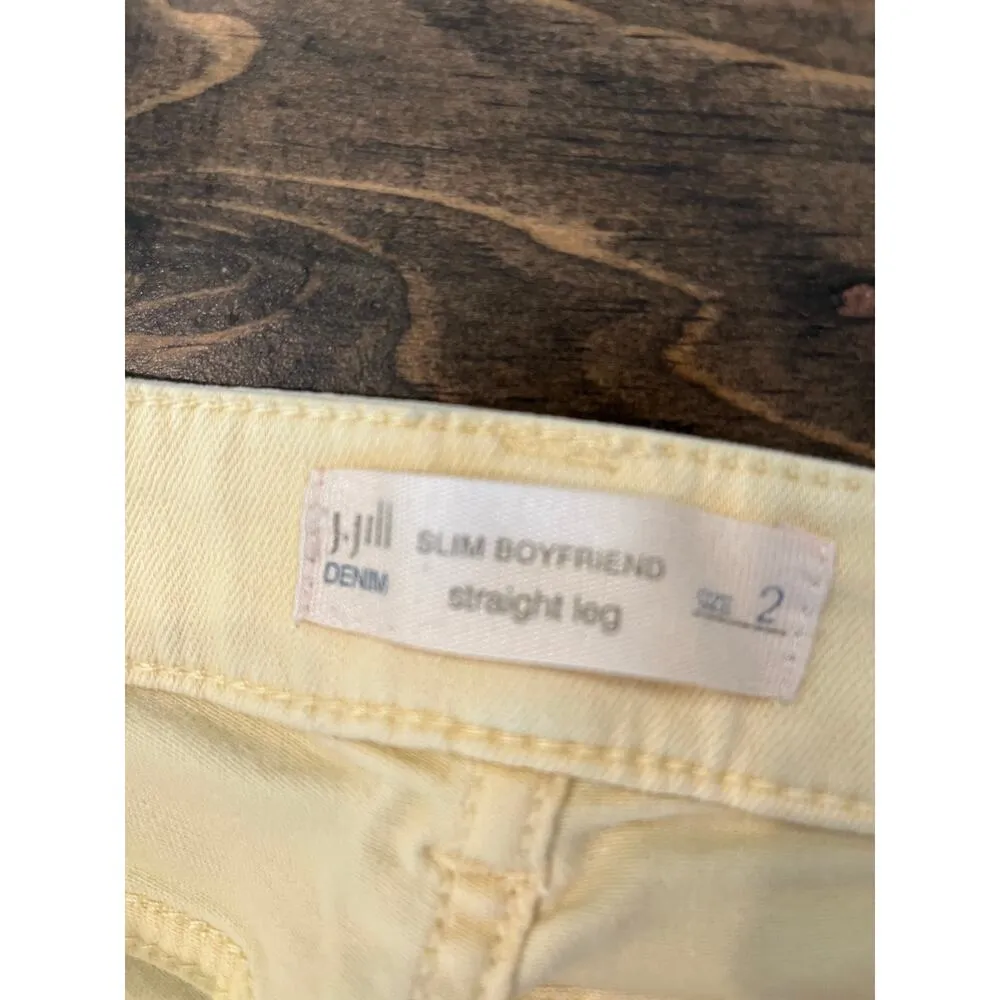 J.Jill SLIM BOYFRIEND
DENIM straight leg SIZE 2